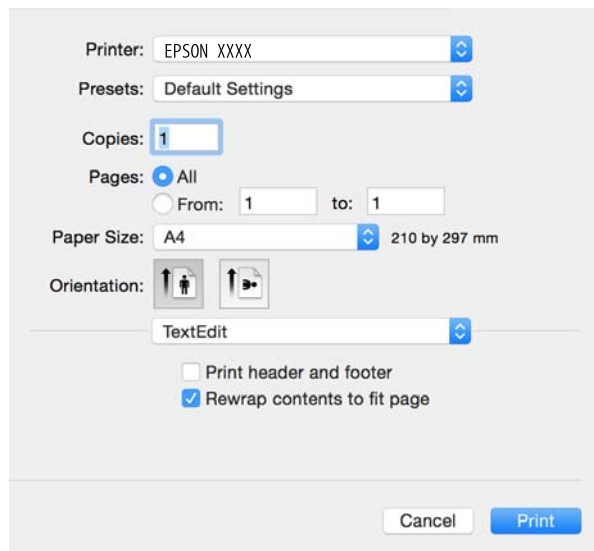 Printer: EPSON XXXX
Presets: Default Settings
Copies: 1
Pages: All
From: 1 to: 1
Paper Size: A4 210 by 297 mm
Orientation:
TextEdit
Print header and footer
Rewrap contents to fit page
Cancel Print